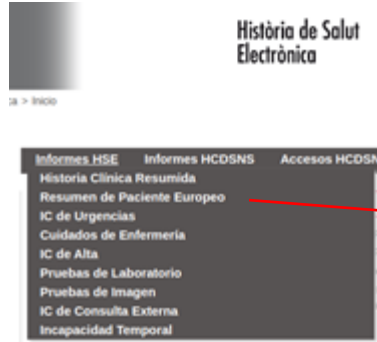 Història de Salut
Electrònica
ca > Inicio
Informes HSE Informes HCDSNS Accesos HCDSN
Historia Clínica Resumida
Resumen de Paciente Europeo
IC de Urgencias
Cuidados de Enfermería
IC de Alta
Pruebas de Laboratorio
Pruebas de Imagen
IC de Consulta Externa
Incapacidad Temporal